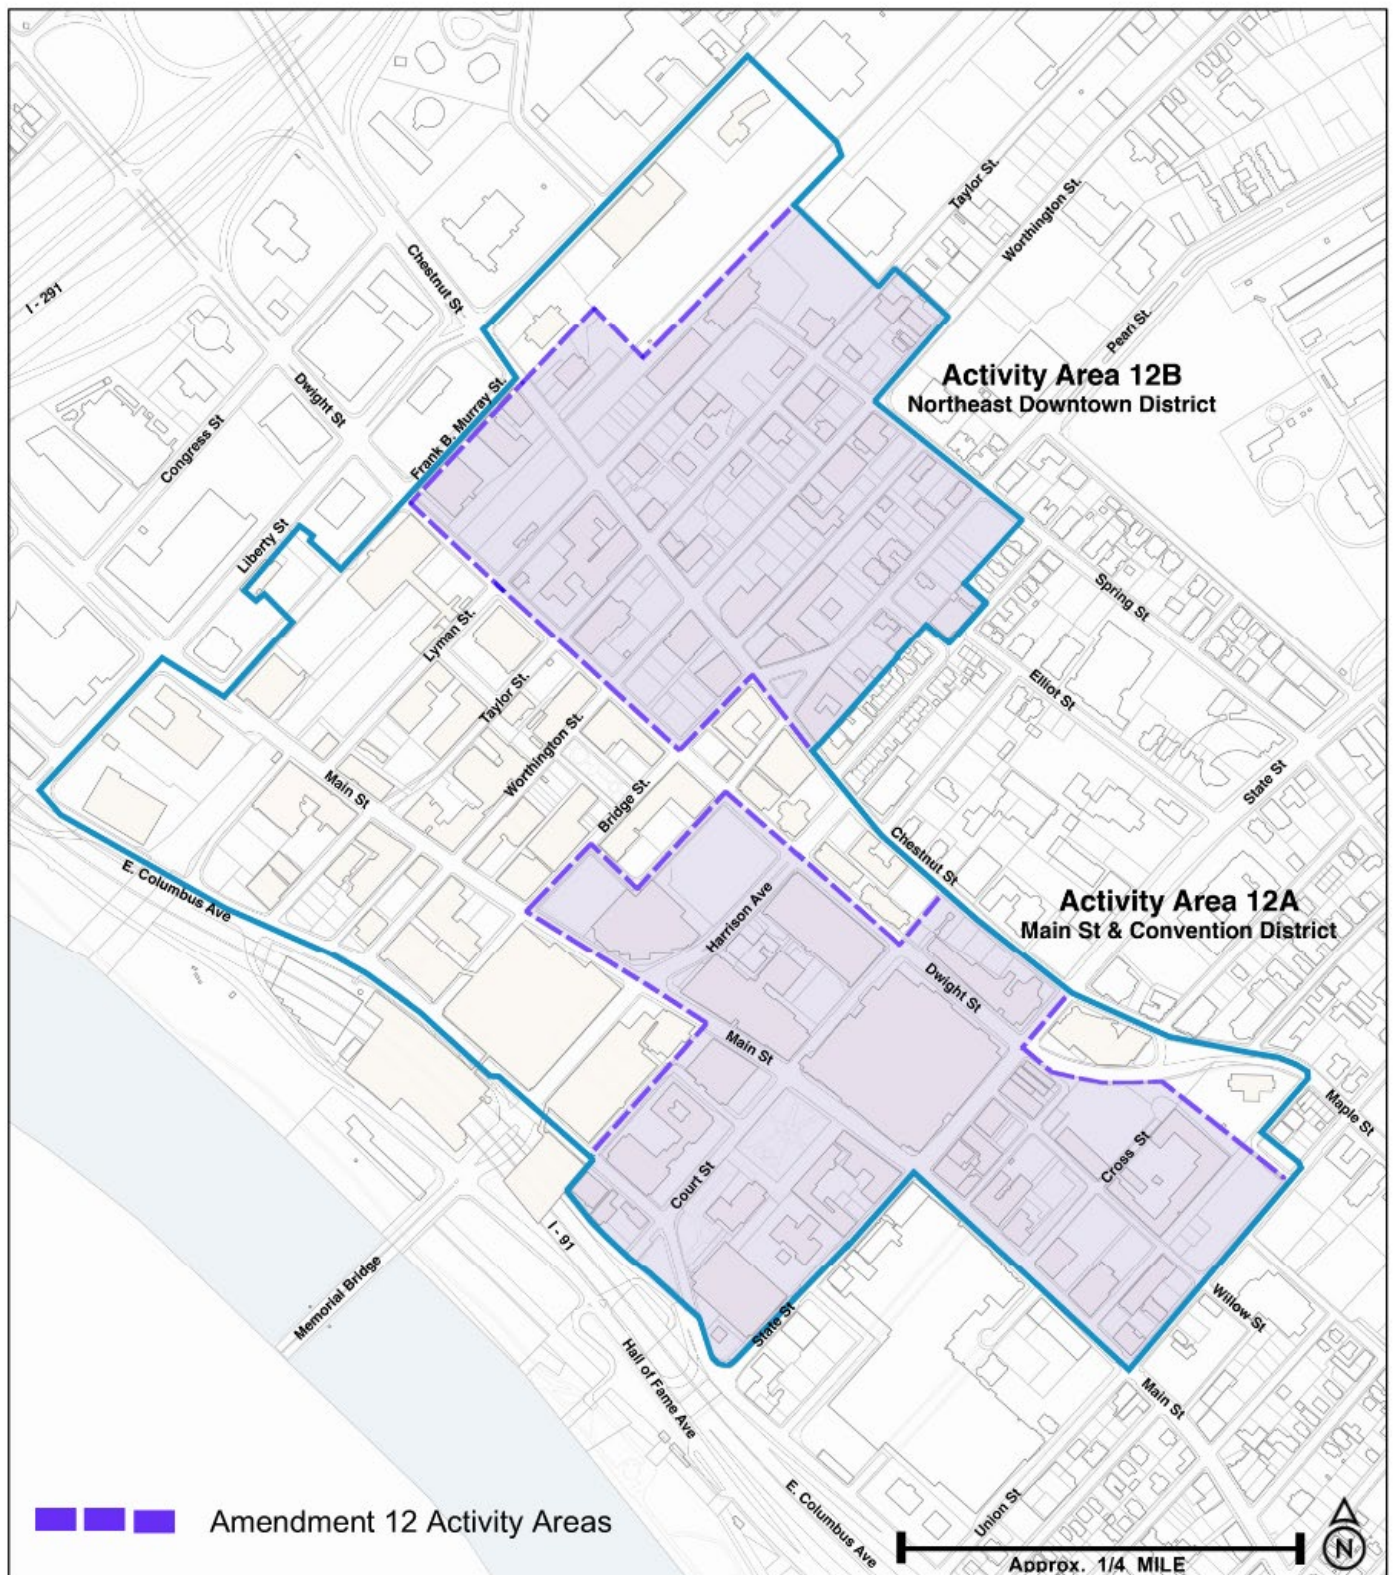 Taylor St.
Worthington St.
Chestnut St
I - 291
Pearl St.
Activity Area 12B
Northeast Downtown District
Dwight St
Frank B. Murray St.
Congress St
Liberty St
Spring St
Lyman St.
Elliot St
Taylor St.
Worthington St.
State St
Main St
Bridge St.
Chestnut St
E. Columbus Ave
Activity Area 12A
Main St & Convention District
Harrison Ave
Dwight St
Main St
Maple St
Cross St
Court St
I - 91
Memorial Bridge
Willow St
State St
Hall of Fame Ave
Main St
Union St
E. Columbus Ave
Amendment 12 Activity Areas
N
Approx. 1/4 MILE